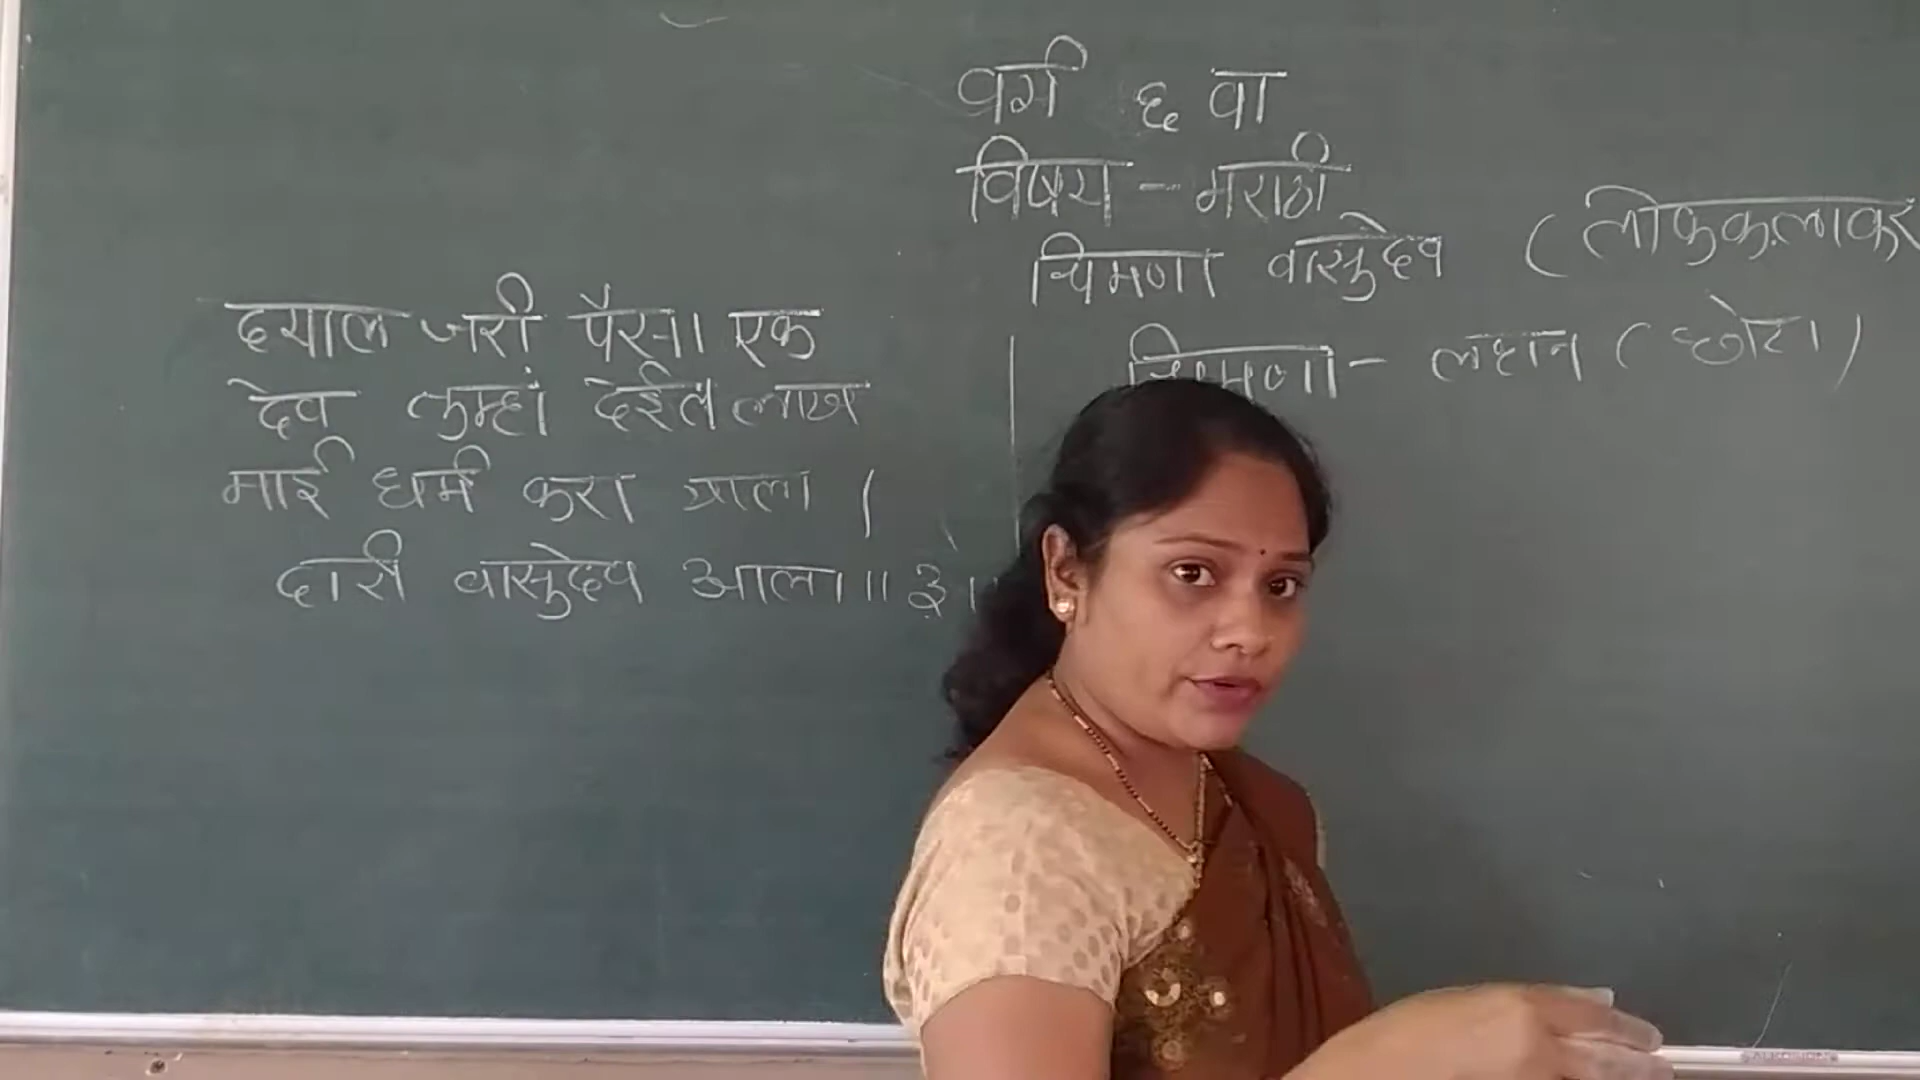 वर्ग ६ वा
विषय - मराठी
चिमणा वासुदेव (लोककलाकार
चिमणा - लहान (छोटा)
दयाल जरी पैसा एक
देव तुम्हां देईल लाख
माई धर्म करा याला |
दारी वासुदेव आला ॥ ३ ॥